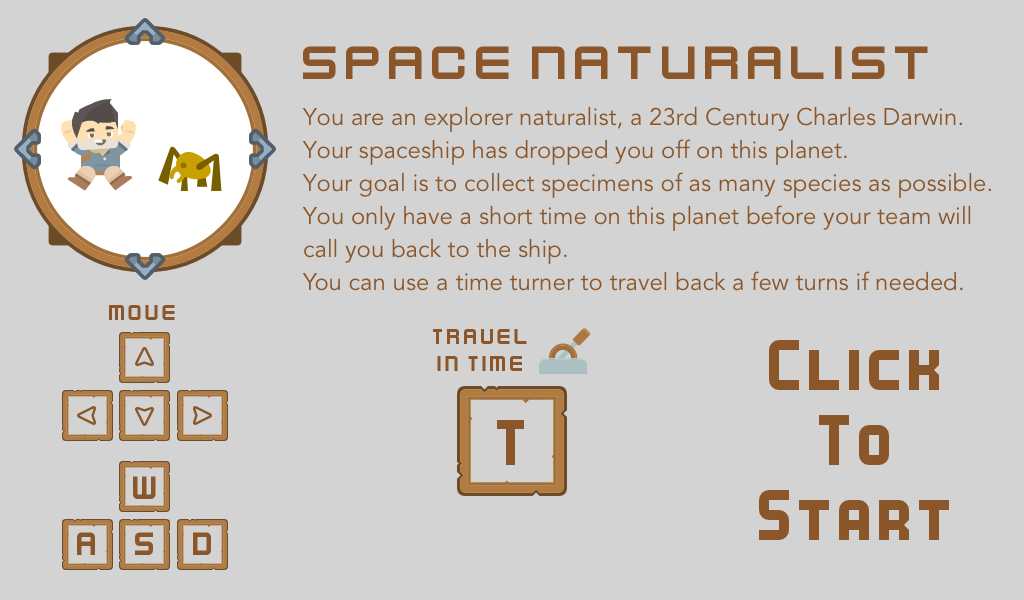 SPACE NATURALIST
You are an explorer naturalist, a 23rd Century Charles Darwin.
Your spaceship has dropped you off on this planet.
Your goal is to collect specimens of as many species as possible.
You only have a short time on this planet before your team will
call you back to the ship.
You can use a time turner to travel back a few turns if needed.
MOVE
W
A S D
TRAVEL
IN TIME
T
Click
To
Start